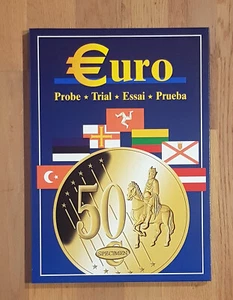 €uro
Probe ★ Trial ★ Essai ★ Prueba
50
SPECIMEN